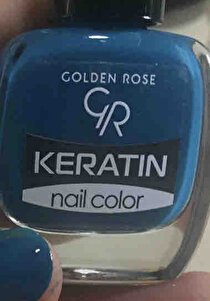 GOLDEN ROSE
GR
KERATIN
nail color